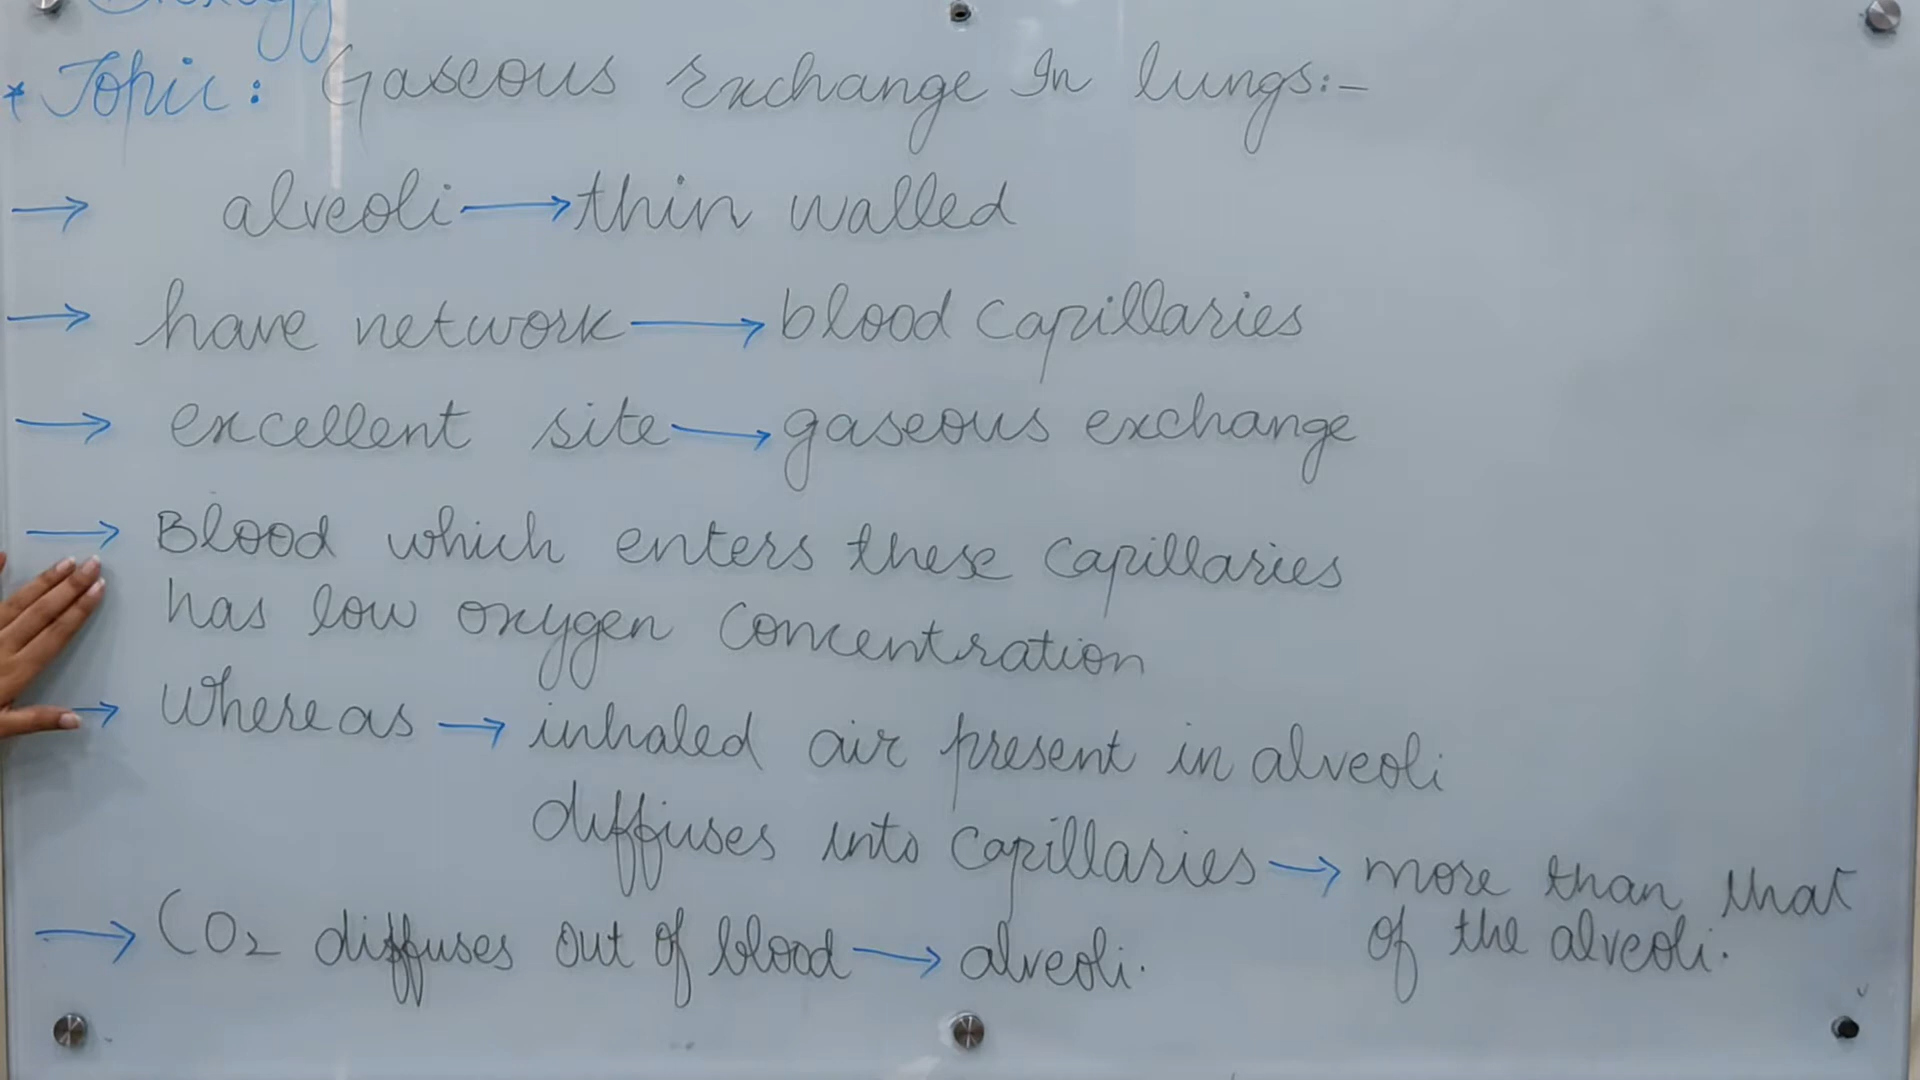 Biology
* Topic: Gaseous Exchange In lungs:-
→ alveoli → thin walled
→ have network → blood capillaries
→ excellent site → gaseous exchange
→ Blood which enters these capillaries
has low oxygen concentration
→ Whereas → inhaled air present in alveoli
diffuses into capillaries → more than that
of the alveoli.
→ CO₂ diffuses out of blood → alveoli.